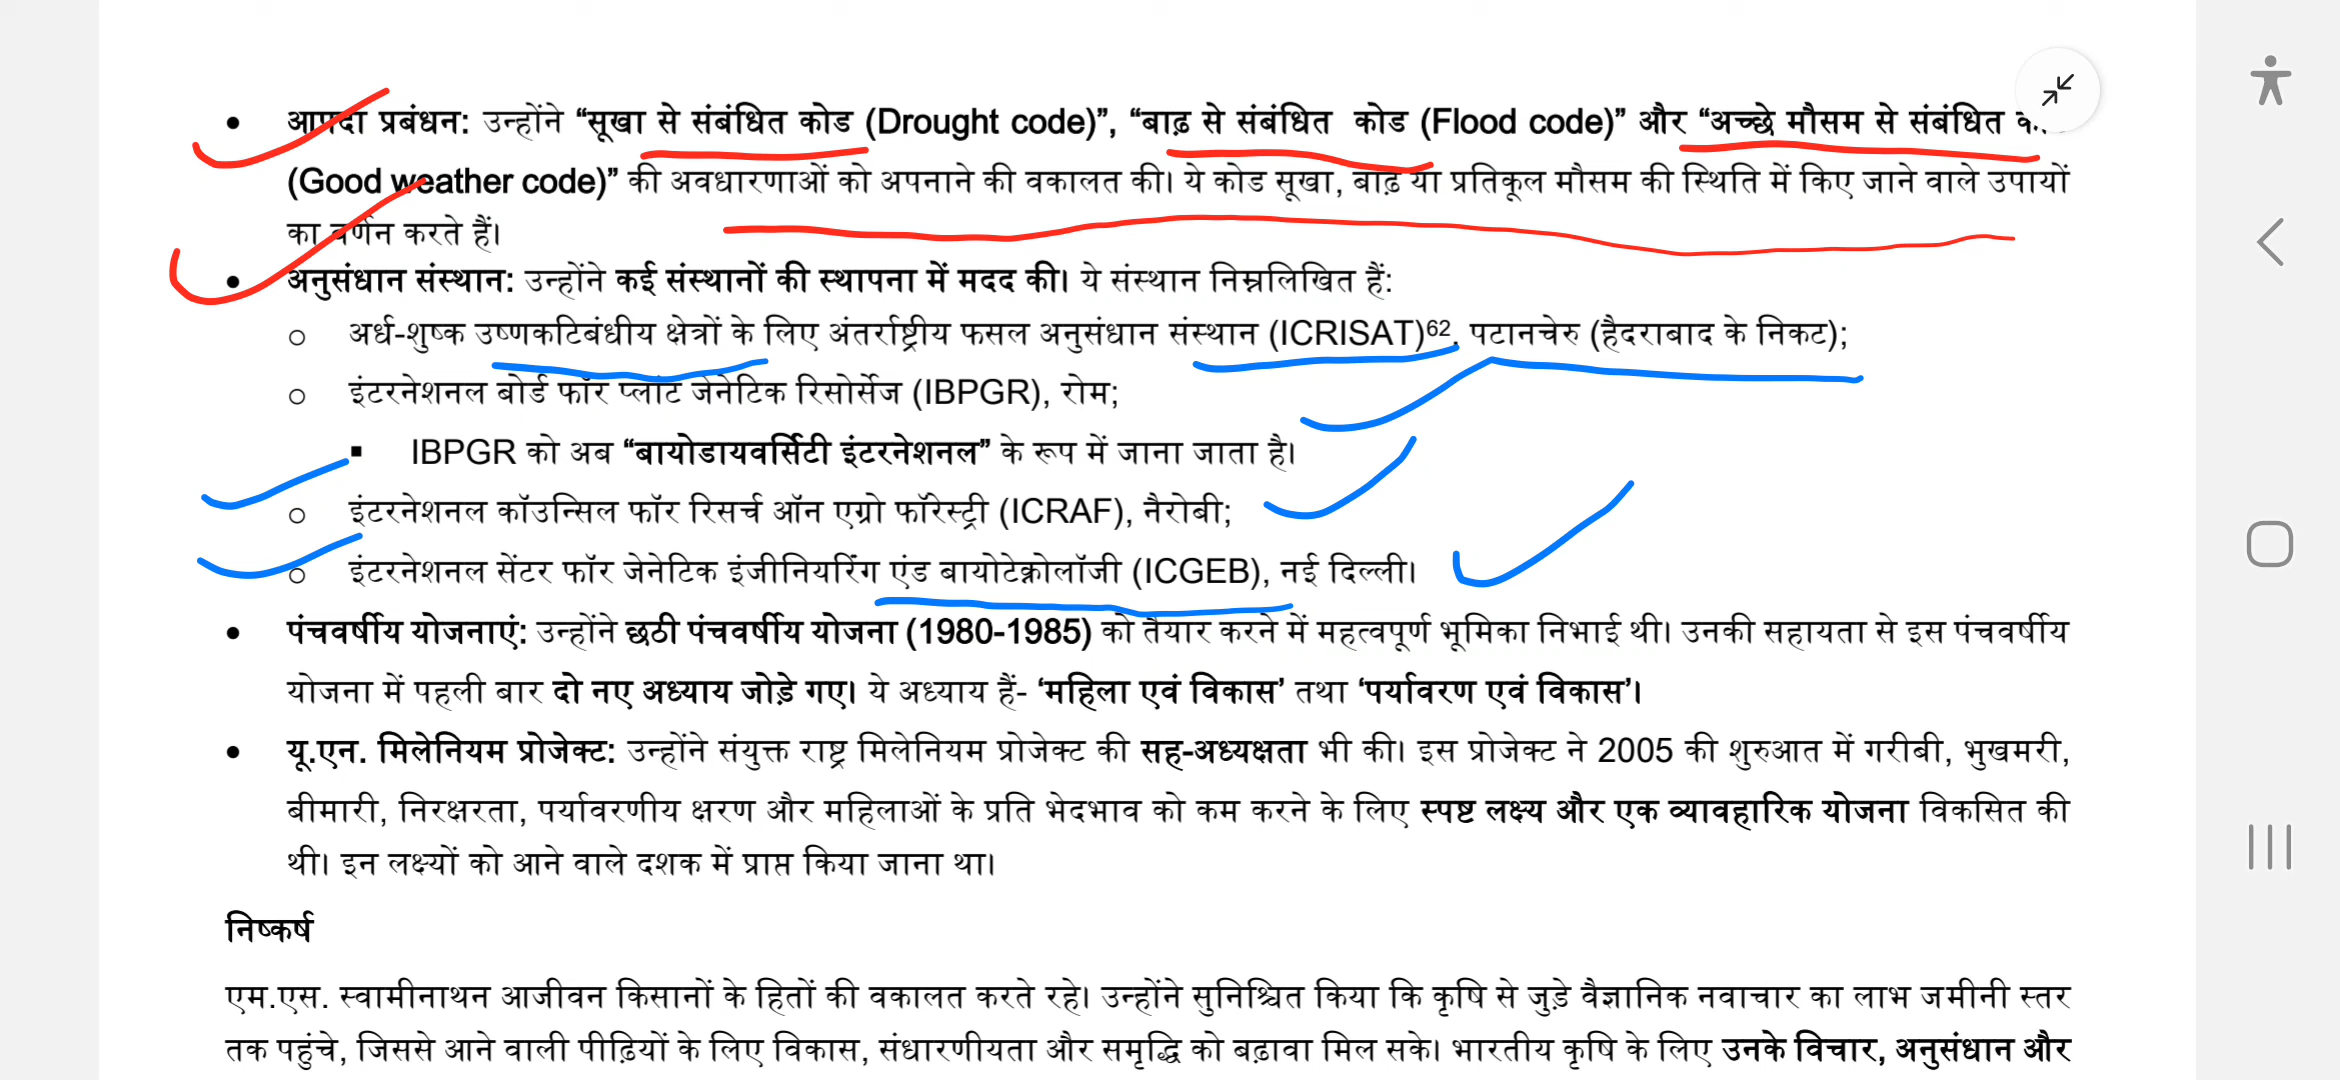 • आपदा प्रबंधन: उन्होंने “सूखा से संबंधित कोड (Drought code)”, “बाढ़ से संबंधित कोड (Flood code)” और “अच्छे मौसम से संबंधित
(Good weather code)” की अवधारणाओं को अपनाने की वकालत की। ये कोड सूखा, बाढ़ या प्रतिकूल मौसम की स्थिति में किए जाने वाले उपायों
का वर्णन करते हैं।
• अनुसंधान संस्थान: उन्होंने कई संस्थानों की स्थापना में मदद की। ये संस्थान निम्नलिखित हैं:
o अर्ध-शुष्क उष्णकटिबंधीय क्षेत्रों के लिए अंतर्राष्ट्रीय फसल अनुसंधान संस्थान (ICRISAT)⁶², पटानचेरु (हैदराबाद के निकट);
o इंटरनेशनल बोर्ड फॉर प्लांट जेनेटिक रिसोर्सेज (IBPGR), रोम;
▪ IBPGR को अब “बायोडायवर्सिटी इंटरनेशनल” के रूप में जाना जाता है।
o इंटरनेशनल कॉउन्सिल फॉर रिसर्च ऑन एग्रो फॉरेस्ट्री (ICRAF), नैरोबी;
o इंटरनेशनल सेंटर फॉर जेनेटिक इंजीनियरिंग एंड बायोटेक्नोलॉजी (ICGEB), नई दिल्ली।
• पंचवर्षीय योजनाएं: उन्होंने छठी पंचवर्षीय योजना (1980-1985) को तैयार करने में महत्वपूर्ण भूमिका निभाई थी। उनकी सहायता से इस पंचवर्षीय
योजना में पहली बार दो नए अध्याय जोड़े गए। ये अध्याय हैं- ‘महिला एवं विकास’ तथा ‘पर्यावरण एवं विकास’।
• यू.एन. मिलेनियम प्रोजेक्ट: उन्होंने संयुक्त राष्ट्र मिलेनियम प्रोजेक्ट की सह-अध्यक्षता भी की। इस प्रोजेक्ट ने 2005 की शुरुआत में गरीबी, भुखमरी,
बीमारी, निरक्षरता, पर्यावरणीय क्षरण और महिलाओं के प्रति भेदभाव को कम करने के लिए स्पष्ट लक्ष्य और एक व्यावहारिक योजना विकसित की
थी। इन लक्ष्यों को आने वाले दशक में प्राप्त किया जाना था।
निष्कर्ष
एम.एस. स्वामीनाथन आजीवन किसानों के हितों की वकालत करते रहे। उन्होंने सुनिश्चित किया कि कृषि से जुड़े वैज्ञानिक नवाचार का लाभ जमीनी स्तर
तक पहुंचे, जिससे आने वाली पीढ़ियों के लिए विकास, संधारणीयता और समृद्धि को बढ़ावा मिल सके। भारतीय कृषि के लिए उनके विचार, अनुसंधान और